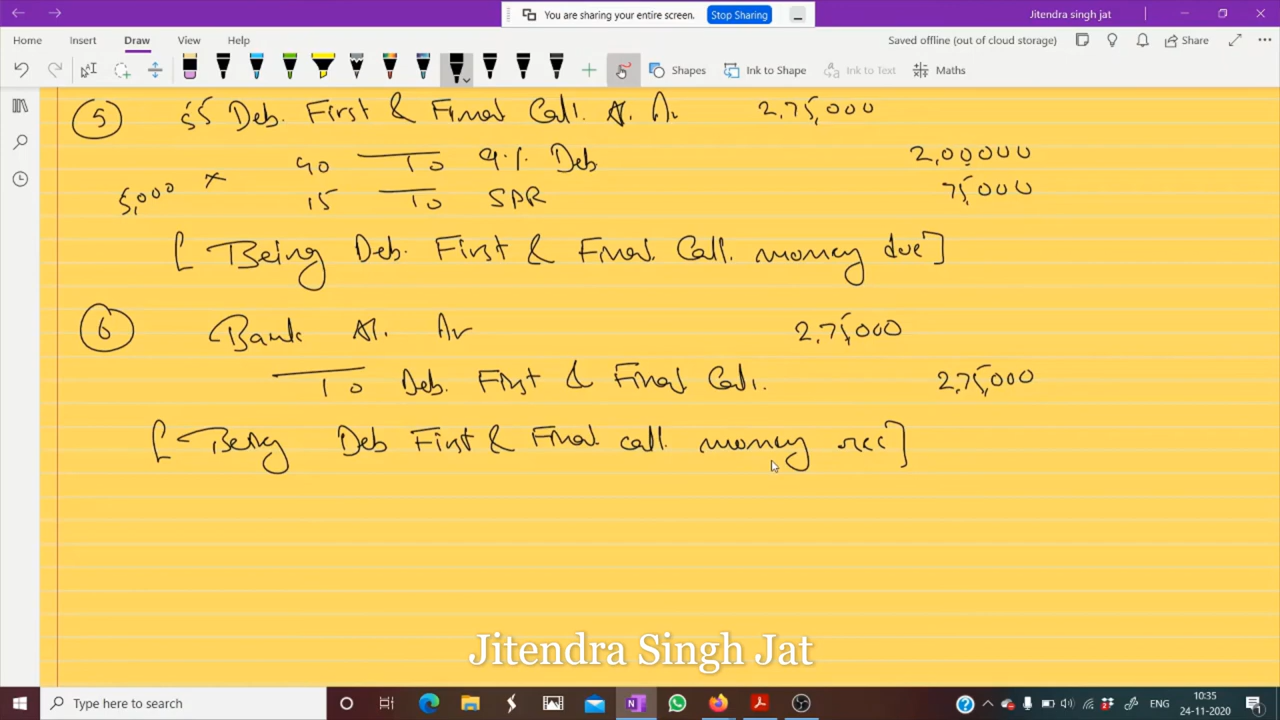 You are sharing your entire screen. Stop Sharing
Jitendra singh jat
Home Insert Draw View Help
Saved offline (out of cloud storage)
Share
Shapes Ink to Shape Ink to Text Maths
5 55 Deb. First & Final Call. A. Dr 2,75,000
40 To 9% Deb 2,00000
5,000 × 15 To SPR 75,000
[Being Deb. First & Final Call. money due]
6 Bank A. Dr 2,75,000
To Deb. First & Final Call. 2,75,000
[Being Deb First & Final call. money rec]
Jitendra Singh Jat
Type here to search
ENG
10:35
24-11-2020